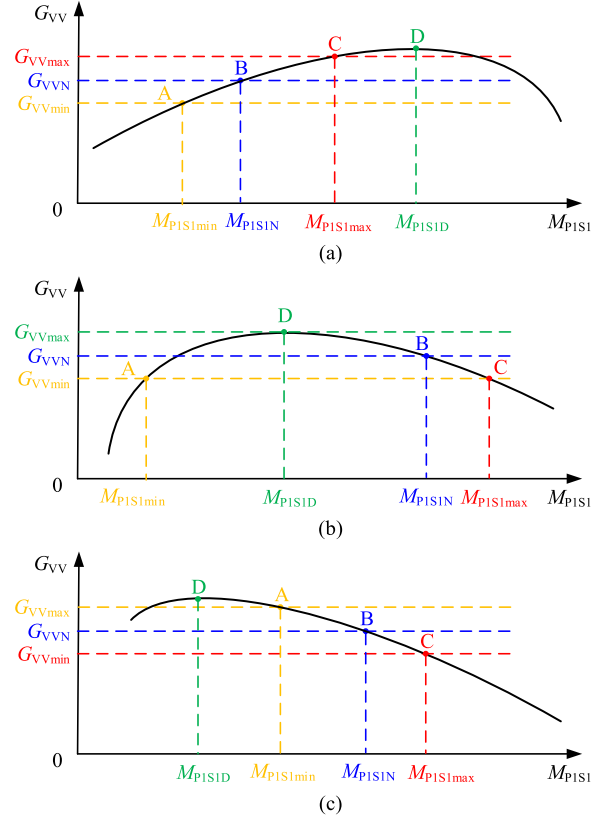 G_VV
G_VVmax
G_VVN
G_VVmin
A B C D
0
M_P1S1min M_P1S1N M_P1S1max M_P1S1D M_P1S1
(a)
G_VV
G_VVmax
G_VVN
G_VVmin
A D B C
0
M_P1S1min M_P1S1D M_P1S1N M_P1S1max M_P1S1
(b)
G_VV
G_VVmax
G_VVN
G_VVmin
D A B C
0
M_P1S1D M_P1S1min M_P1S1N M_P1S1max M_P1S1
(c)